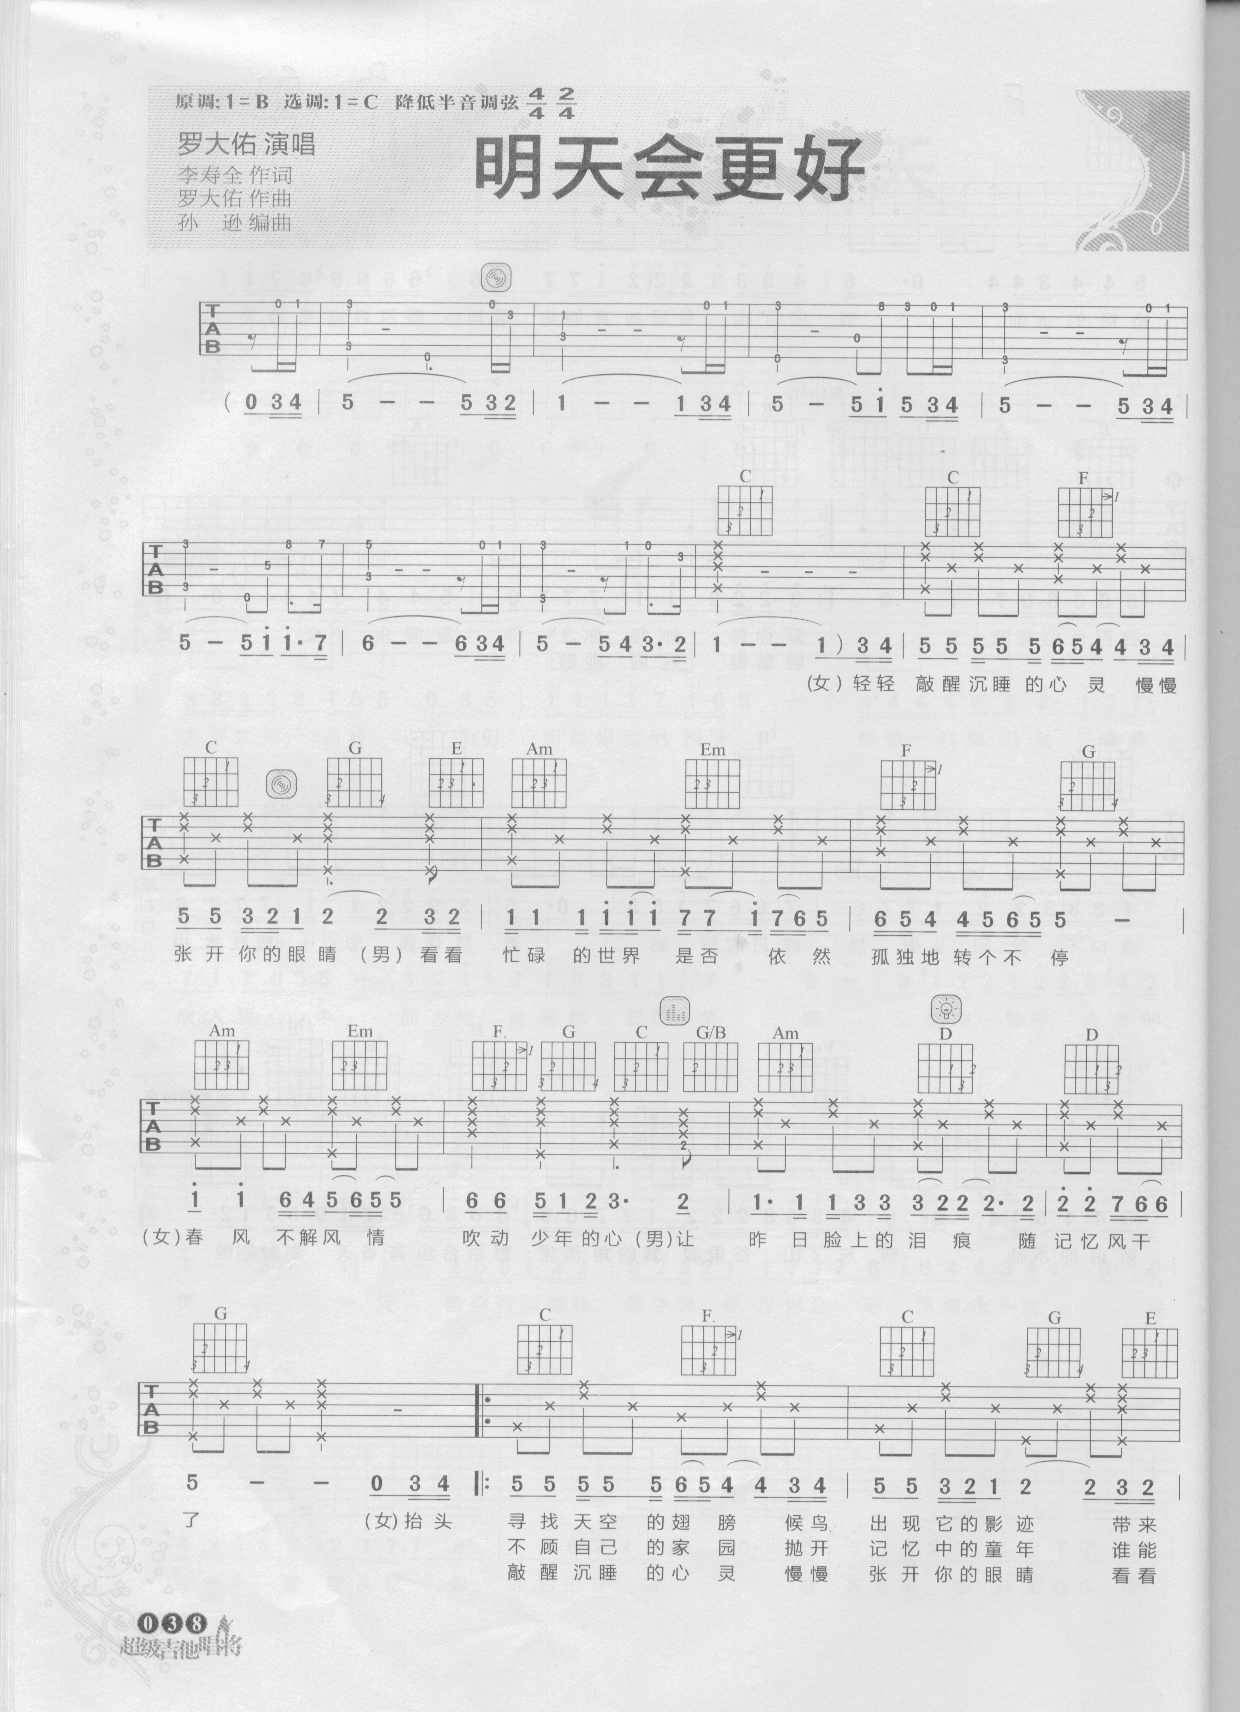 原调:1=B 选调:1=C 降低半音调弦 4/4 2/4
罗大佑 演唱
明天会更好
李寿全 作词
罗大佑 作曲
孙 逊 编曲
TAB
( 0 3 4 | 5 — — 5 3 2 | 1 — — 1 3 4 | 5 — 5 1 5 3 4 | 5 — — 5 3 4 |
C C F
TAB
5 — 5 1 1· 7 | 6 — — 6 3 4 | 5 — 5 4 3· 2 | 1 — — 1 ) 3 4 | 5 5 5 5 5 6 5 4 4 3 4 |
(女) 轻轻 敲醒沉睡的心灵 慢慢
C G E Am Em F G
TAB
5 5 3 2 1 2 2 3 2 | 1 1 1 1 1 1 7 7 1 7 6 5 | 6 5 4 4 5 6 5 5 — |
张开你的眼睛 (男) 看看 忙碌的世界 是否 依然 孤独地转个不停
Am Em F G C G/B Am D D
TAB
1 1 6 4 5 6 5 5 | 6 6 5 1 2 3· 2 | 1· 1 1 3 3 3 2 2 2· 2 | 2 2 7 6 6 |
(女)春风 不解风情 吹动 少年的心 (男)让 昨日脸上的泪痕 随 记忆风干
G C F C G E
TAB
5 — — 0 3 4 ‖: 5 5 5 5 5 6 5 4 4 3 4 | 5 5 3 2 1 2 2 3 2 |
了 (女)抬头 寻找天空的翅膀 候鸟 出现它的影迹 带来
不顾自己的家园 抛开 记忆中的童年 谁能
敲醒沉睡的心灵 慢慢 张开你的眼睛 看看
038
超级吉他唱将